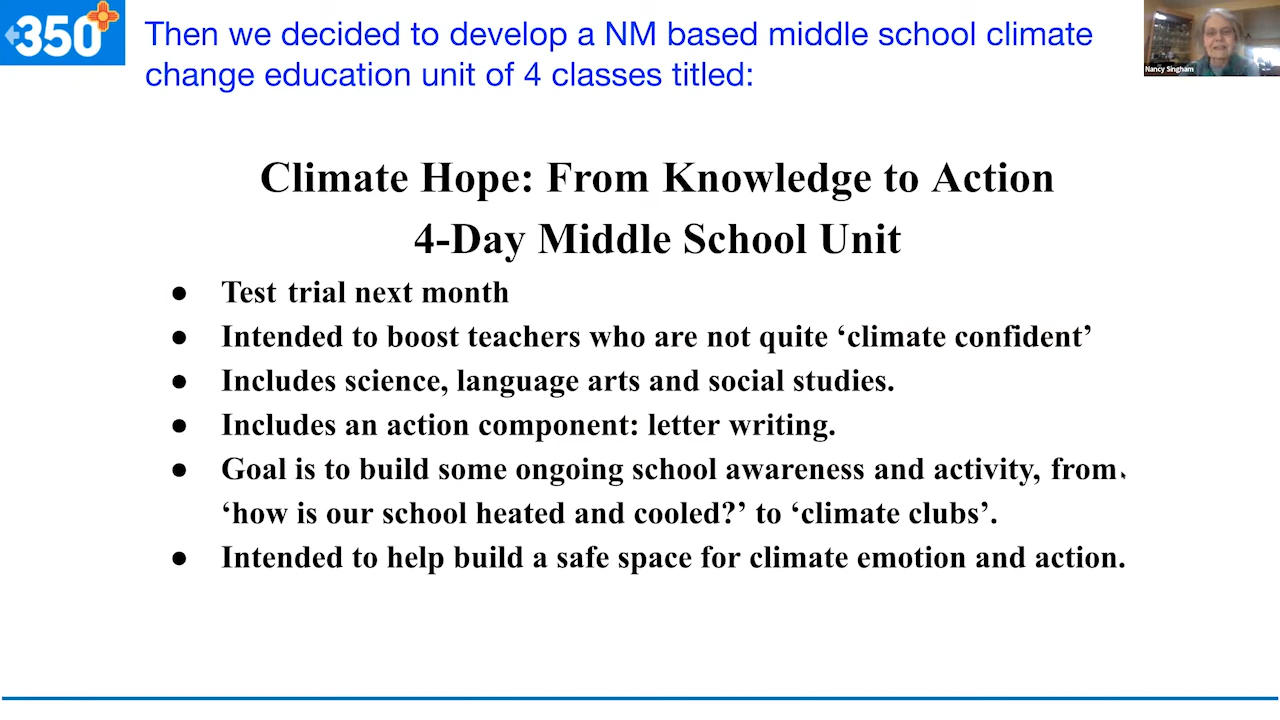 350
Then we decided to develop a NM based middle school climate
change education unit of 4 classes titled:
Nancy Singham
Climate Hope: From Knowledge to Action
4-Day Middle School Unit
● Test trial next month
● Intended to boost teachers who are not quite ‘climate confident’
● Includes science, language arts and social studies.
● Includes an action component: letter writing.
● Goal is to build some ongoing school awareness and activity, from
‘how is our school heated and cooled?’ to ‘climate clubs’.
● Intended to help build a safe space for climate emotion and action.